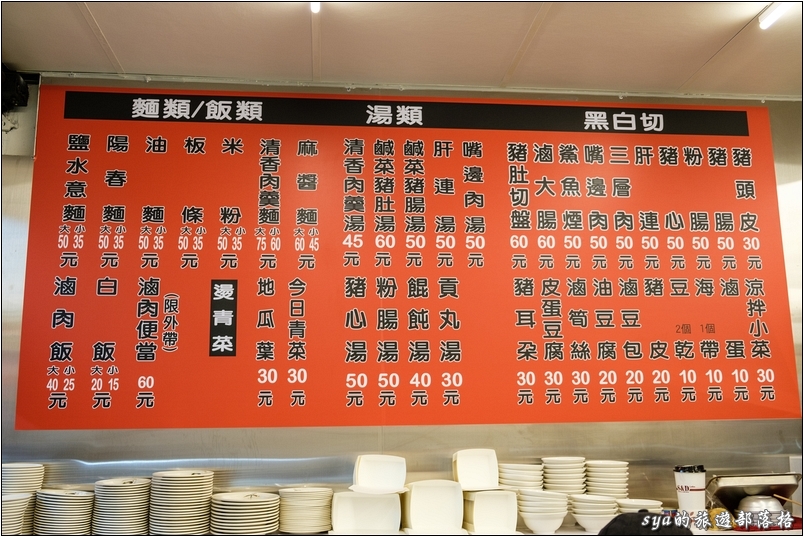 麵類/飯類
湯類
黑白切
鹽水意麵 大50 小35元
陽春麵 大50 小35元
油麵 大50 小35元
板條 大50 小35元
米粉 大50 小35元
清香肉羹麵 大75 小60元
麻醬麵 大60 小45元
清香肉羹湯 45元
鹹菜豬肚湯 60元
鹹菜豬腸湯 50元
肝連湯 50元
嘴邊肉湯 50元
豬肚切盤 60元
滷大腸 60元
鯊魚煙 50元
嘴邊肉 50元
三層肉 50元
肝連 50元
豬心 50元
粉腸 50元
豬腸 50元
豬頭皮 30元
滷肉飯 大40 小25元
白飯 大20 小15元
滷肉便當(限外帶) 60元
燙青菜
地瓜葉 30元
今日青菜 30元
豬心湯 50元
粉腸湯 50元
餛飩湯 40元
貢丸湯 30元
豬耳朵 30元
皮蛋豆腐 30元
滷筍絲 30元
油豆腐 20元
滷豆包 20元
豬皮 20元
豆乾 2個 10元
海帶 1個 10元
滷蛋 10元
涼拌小菜 30元
sya的旅遊部落格